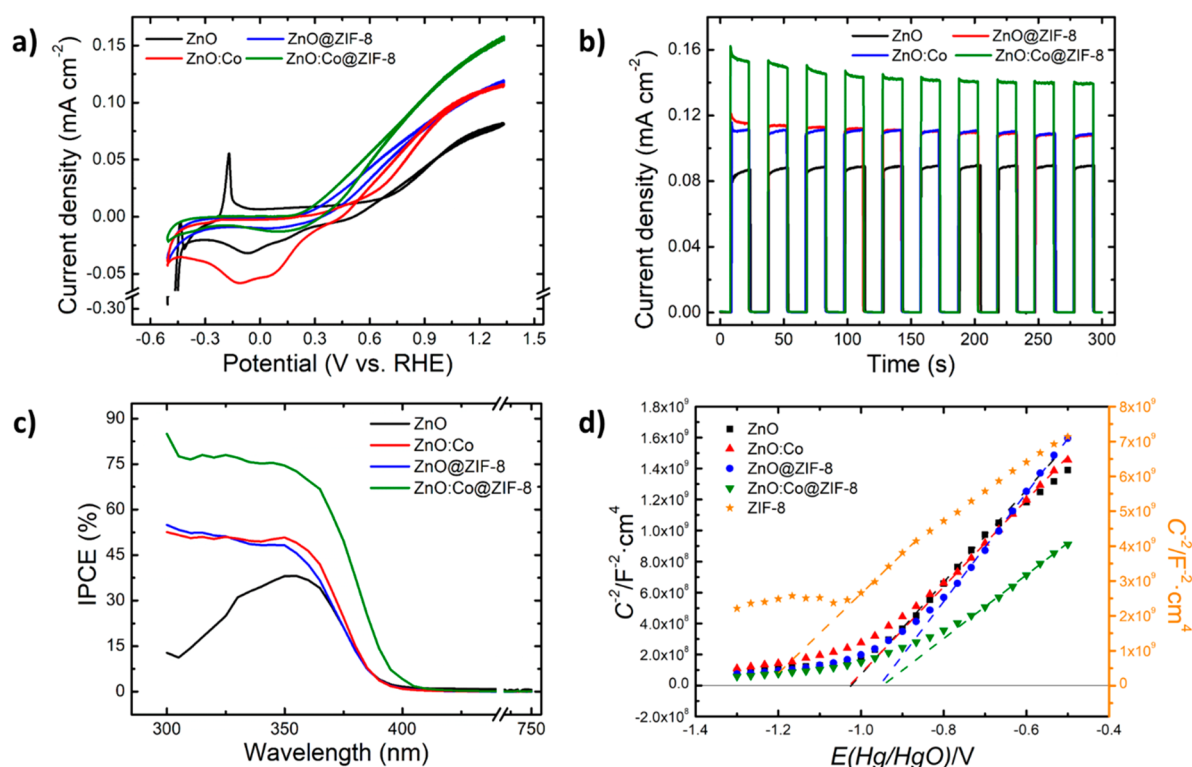 a)
ZnO
ZnO@ZIF-8
ZnO:Co
ZnO:Co@ZIF-8
Current density (mA cm⁻²)
0.15
0.10
0.05
0.00
-0.05
-0.30
-0.6
-0.3
0.0
0.3
0.6
0.9
1.2
1.5
Potential (V vs. RHE)
b)
ZnO
ZnO@ZIF-8
ZnO:Co
ZnO:Co@ZIF-8
Current density (mA cm⁻²)
0.16
0.12
0.08
0.04
0.00
0
50
100
150
200
250
300
Time (s)
c)
ZnO
ZnO:Co
ZnO@ZIF-8
ZnO:Co@ZIF-8
IPCE (%)
90
75
60
45
30
15
0
300
350
400
750
Wavelength (nm)
d)
ZnO
ZnO:Co
ZnO@ZIF-8
ZnO:Co@ZIF-8
ZIF-8
C⁻²/F⁻²·cm⁴
1.8x10⁹
1.6x10⁹
1.4x10⁹
1.2x10⁹
1.0x10⁹
8.0x10⁸
6.0x10⁸
4.0x10⁸
2.0x10⁸
0.0
-2.0x10⁸
-1.4
-1.2
-1.0
-0.8
-0.6
-0.4
E(Hg/HgO)/V
8x10⁹
7x10⁹
6x10⁹
5x10⁹
4x10⁹
3x10⁹
2x10⁹
1x10⁹
0
C⁻²/F⁻²·cm⁴